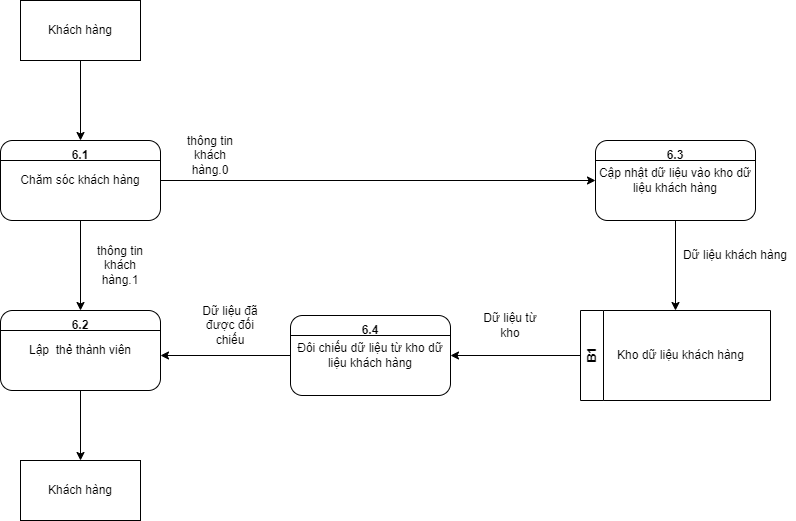 Khách hàng
6.1
Chăm sóc khách hàng
thông tin
khách
hàng.0
6.3
Cập nhật dữ liệu vào kho dữ
liệu khách hàng
thông tin
khách
hàng.1
Dữ liệu khách hàng
6.2
Lập thẻ thành viên
Dữ liệu đã
được đối
chiếu
6.4
Đối chiếu dữ liệu từ kho dữ
liệu khách hàng
Dữ liệu từ
kho
B1
Kho dữ liệu khách hàng
Khách hàng